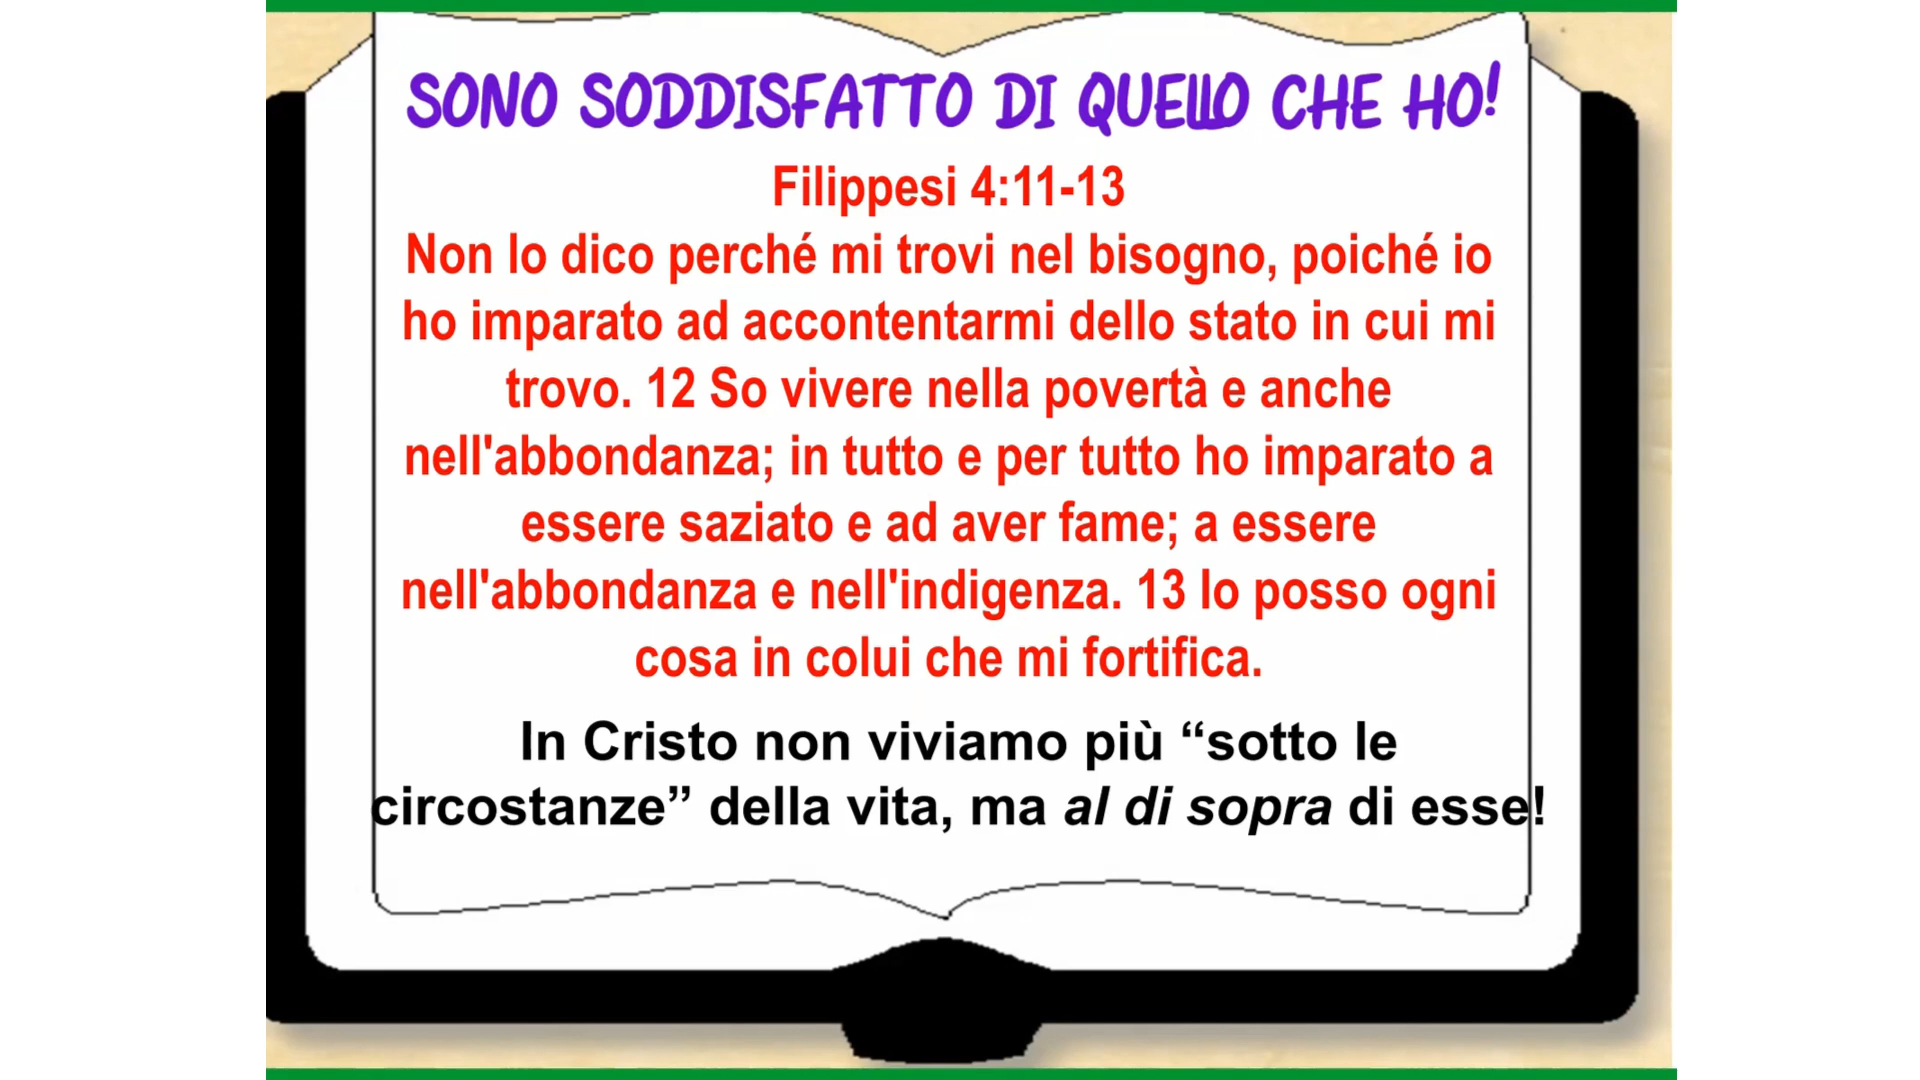 SONO SODDISFATTO DI QUELLO CHE HO!
Filippesi 4:11-13
Non lo dico perché mi trovi nel bisogno, poiché io
ho imparato ad accontentarmi dello stato in cui mi
trovo. 12 So vivere nella povertà e anche
nell'abbondanza; in tutto e per tutto ho imparato a
essere saziato e ad aver fame; a essere
nell'abbondanza e nell'indigenza. 13 Io posso ogni
cosa in colui che mi fortifica.
In Cristo non viviamo più “sotto le
circostanze” della vita, ma al di sopra di esse!